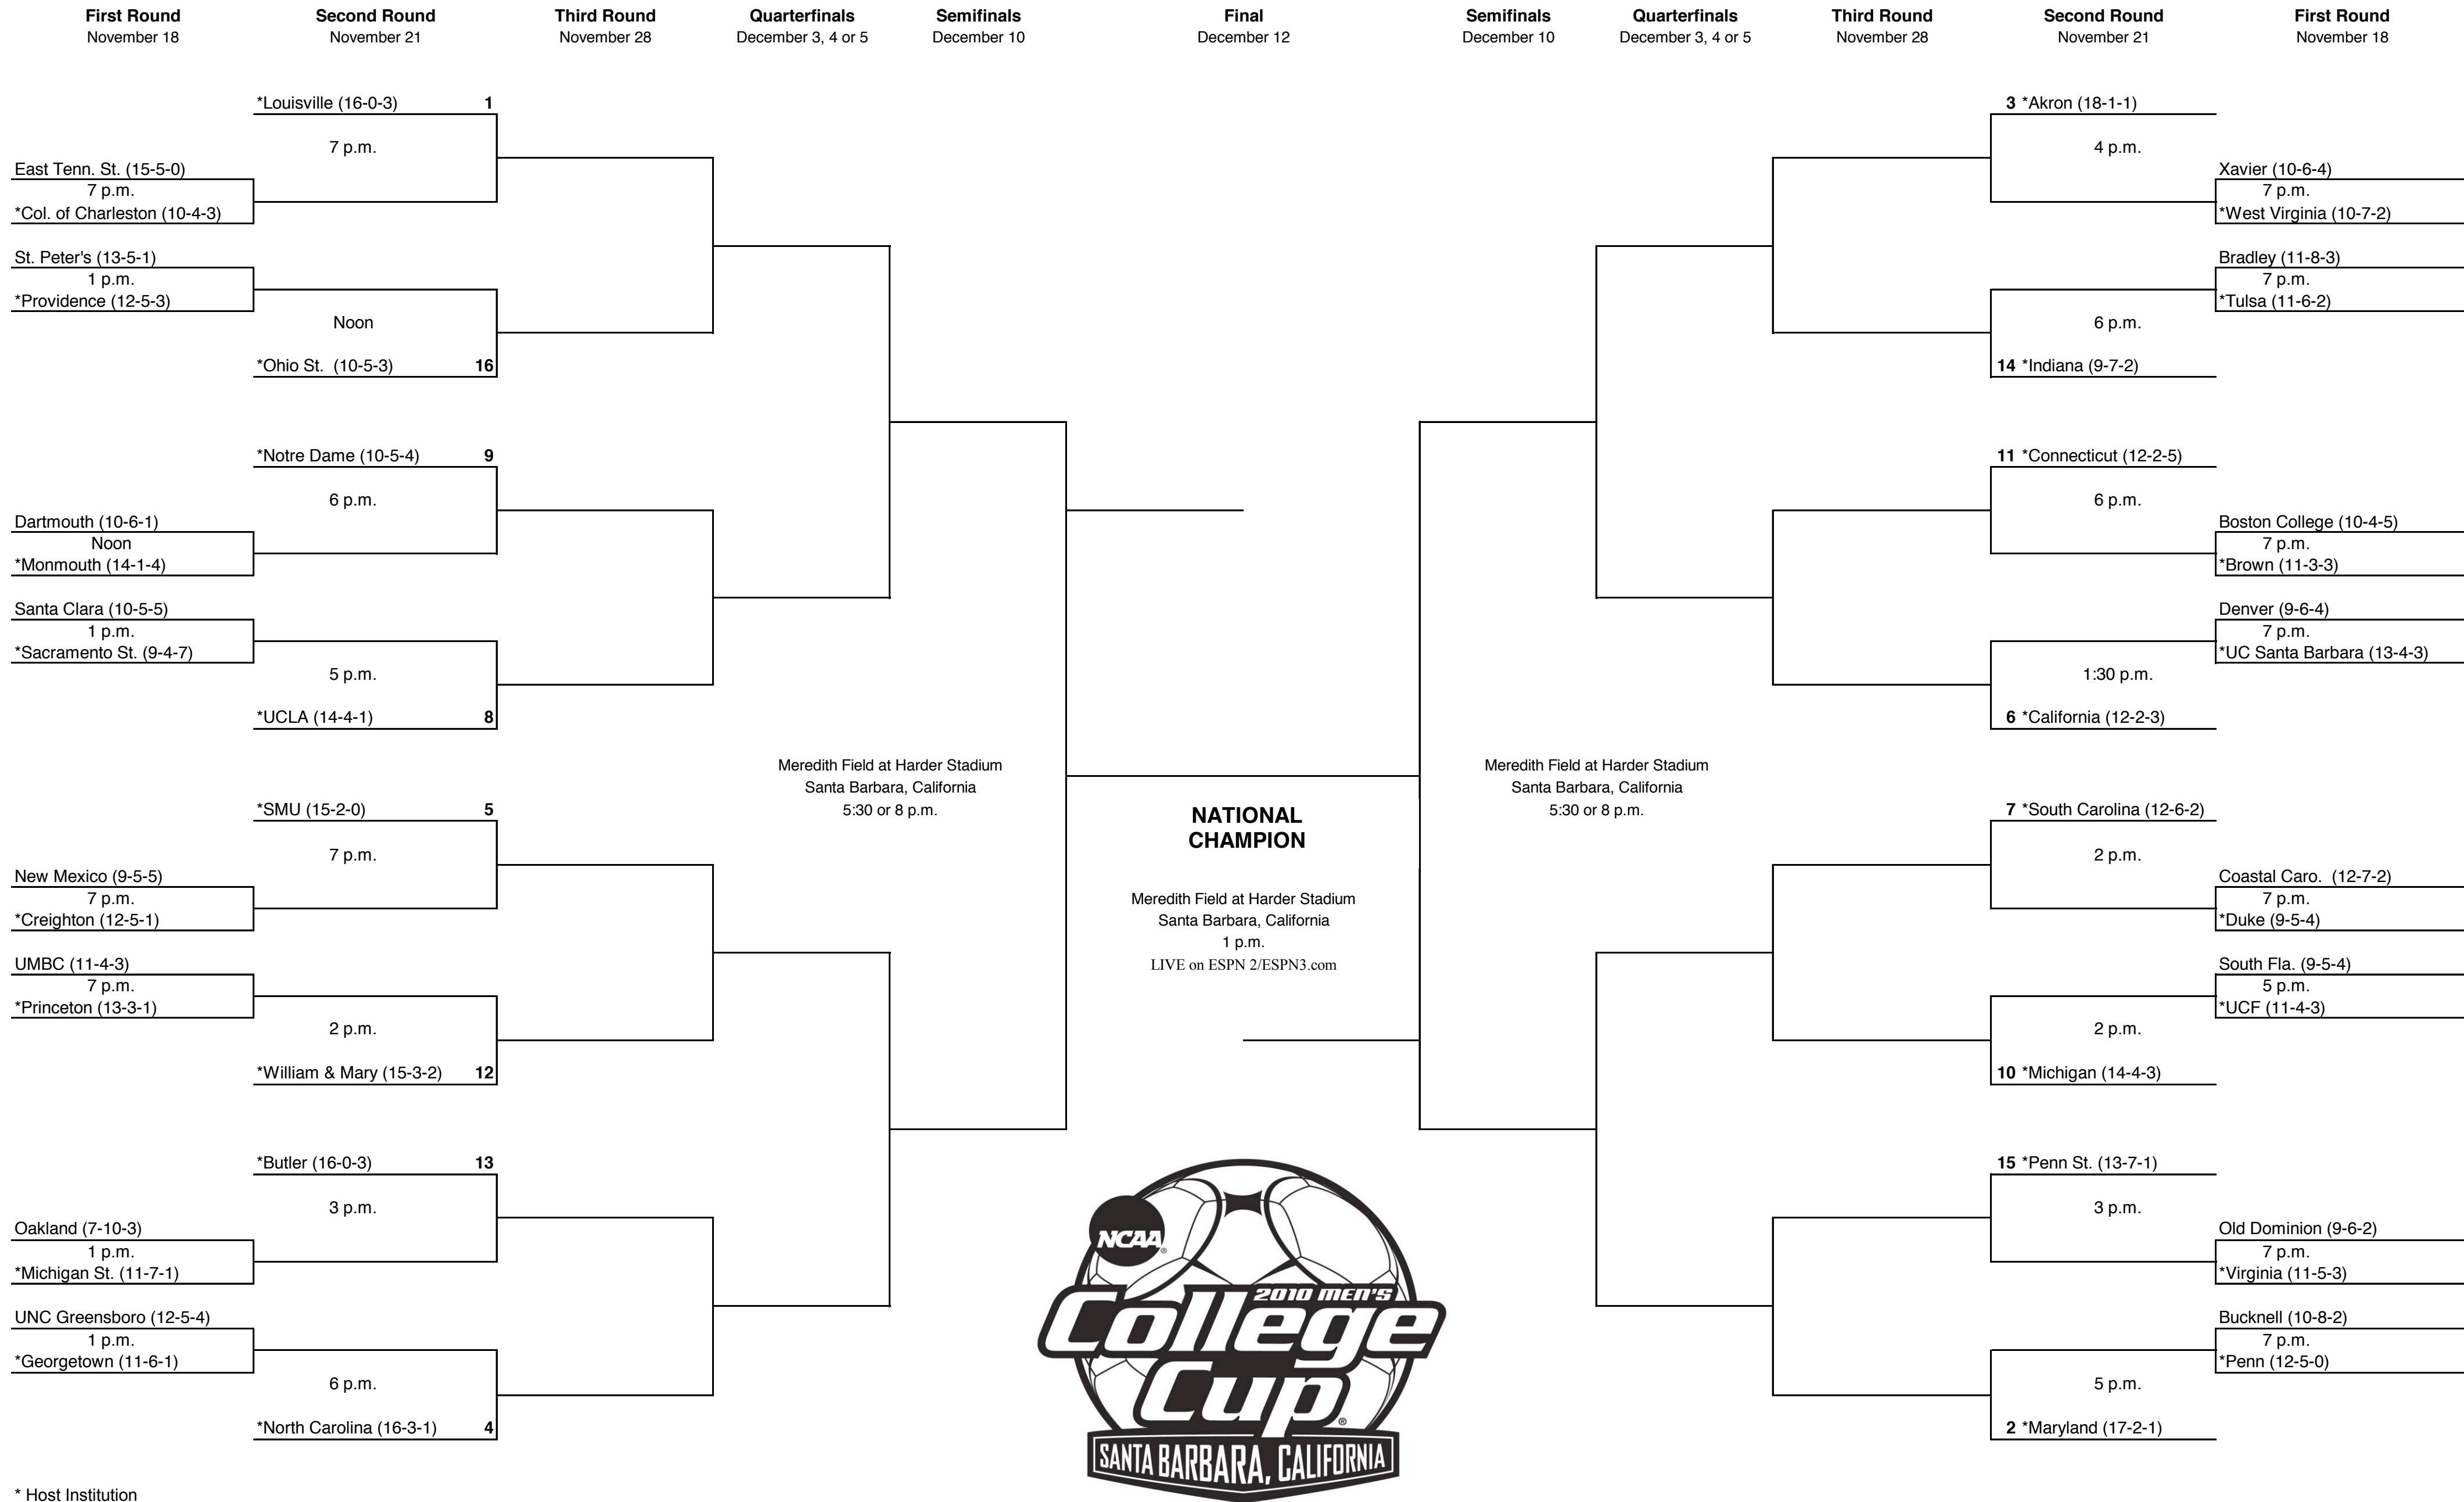 First Round
November 18
Second Round
November 21
Third Round
November 28
Quarterfinals
December 3, 4 or 5
Semifinals
December 10
Final
December 12
Semifinals
December 10
Quarterfinals
December 3, 4 or 5
Third Round
November 28
Second Round
November 21
First Round
November 18
*Louisville (16-0-3) 1
7 p.m.
East Tenn. St. (15-5-0)
7 p.m.
*Col. of Charleston (10-4-3)
St. Peter's (13-5-1)
1 p.m.
*Providence (12-5-3)
Noon
*Ohio St. (10-5-3) 16
*Notre Dame (10-5-4) 9
6 p.m.
Dartmouth (10-6-1)
Noon
*Monmouth (14-1-4)
Santa Clara (10-5-5)
1 p.m.
*Sacramento St. (9-4-7)
5 p.m.
*UCLA (14-4-1) 8
*SMU (15-2-0) 5
7 p.m.
New Mexico (9-5-5)
7 p.m.
*Creighton (12-5-1)
UMBC (11-4-3)
7 p.m.
*Princeton (13-3-1)
2 p.m.
*William & Mary (15-3-2) 12
*Butler (16-0-3) 13
3 p.m.
Oakland (7-10-3)
1 p.m.
*Michigan St. (11-7-1)
UNC Greensboro (12-5-4)
1 p.m.
*Georgetown (11-6-1)
6 p.m.
*North Carolina (16-3-1) 4
* Host Institution
Meredith Field at Harder Stadium
Santa Barbara, California
5:30 or 8 p.m.
NATIONAL
CHAMPION
Meredith Field at Harder Stadium
Santa Barbara, California
1 p.m.
LIVE on ESPN 2/ESPN3.com
NCAA®
2010 MEN'S
College
Cup®
SANTA BARBARA, CALIFORNIA
Meredith Field at Harder Stadium
Santa Barbara, California
5:30 or 8 p.m.
3 *Akron (18-1-1)
4 p.m.
Xavier (10-6-4)
7 p.m.
*West Virginia (10-7-2)
Bradley (11-8-3)
7 p.m.
*Tulsa (11-6-2)
6 p.m.
14 *Indiana (9-7-2)
11 *Connecticut (12-2-5)
6 p.m.
Boston College (10-4-5)
7 p.m.
*Brown (11-3-3)
Denver (9-6-4)
7 p.m.
*UC Santa Barbara (13-4-3)
1:30 p.m.
6 *California (12-2-3)
7 *South Carolina (12-6-2)
2 p.m.
Coastal Caro. (12-7-2)
7 p.m.
*Duke (9-5-4)
South Fla. (9-5-4)
5 p.m.
*UCF (11-4-3)
2 p.m.
10 *Michigan (14-4-3)
15 *Penn St. (13-7-1)
3 p.m.
Old Dominion (9-6-2)
7 p.m.
*Virginia (11-5-3)
Bucknell (10-8-2)
7 p.m.
*Penn (12-5-0)
5 p.m.
2 *Maryland (17-2-1)